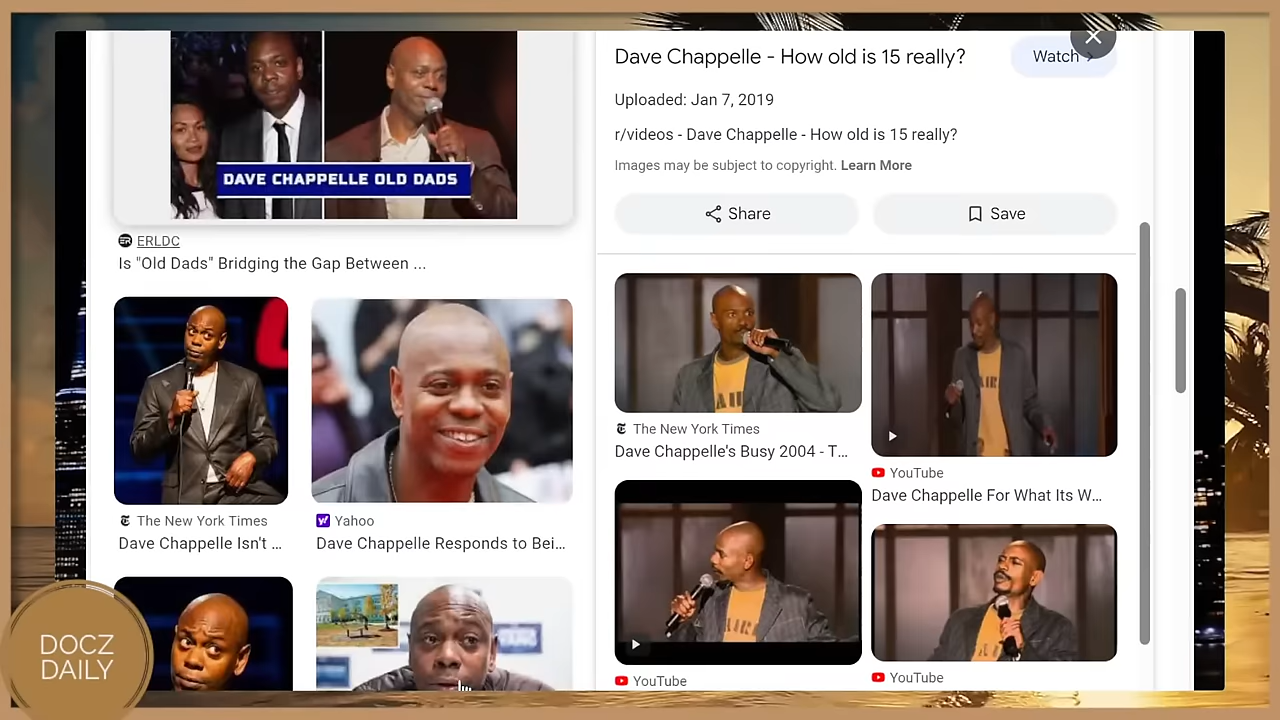 DAVE CHAPPELLE OLD DADS
ERLDC
Is "Old Dads" Bridging the Gap Between ...
The New York Times
Dave Chappelle Isn't ...
Yahoo
Dave Chappelle Responds to Bei...
Dave Chappelle - How old is 15 really?
Watch >
Uploaded: Jan 7, 2019
r/videos - Dave Chappelle - How old is 15 really?
Images may be subject to copyright. Learn More
Share
Save
The New York Times
Dave Chappelle's Busy 2004 - T...
YouTube
Dave Chappelle For What Its W...
YouTube
YouTube
DOCZ
DAILY